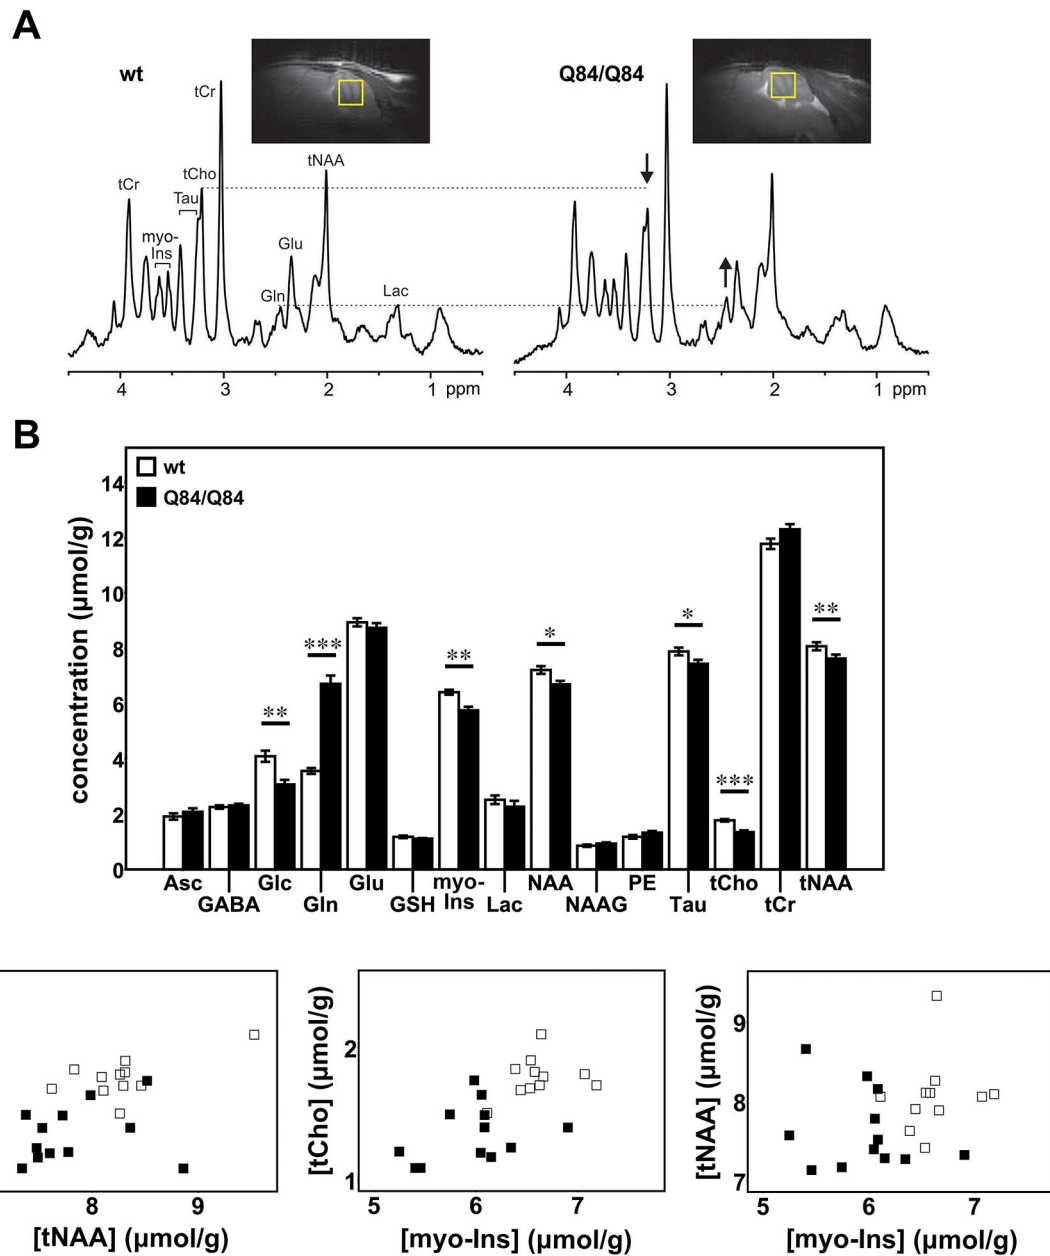 A
wt
Q84/Q84
tCr
tNAA
tCho
tCr
Tau
myo-
Ins
Glu
Gln
Lac
4 3 2 1 ppm
4 3 2 1 ppm
B
wt
Q84/Q84
concentration (μmol/g)
14
12
10
8
6
4
2
0
***
**
**
*
*
***
**
Asc Glc Glu myo-Ins NAA PE tCho tNAA
GABA Gln GSH Lac NAAG Tau tCr
8 9
[tNAA] (μmol/g)
[tCho] (μmol/g)
2
1
5 6 7
[myo-Ins] (μmol/g)
[tNAA] (μmol/g)
9
8
7
5 6 7
[myo-Ins] (μmol/g)